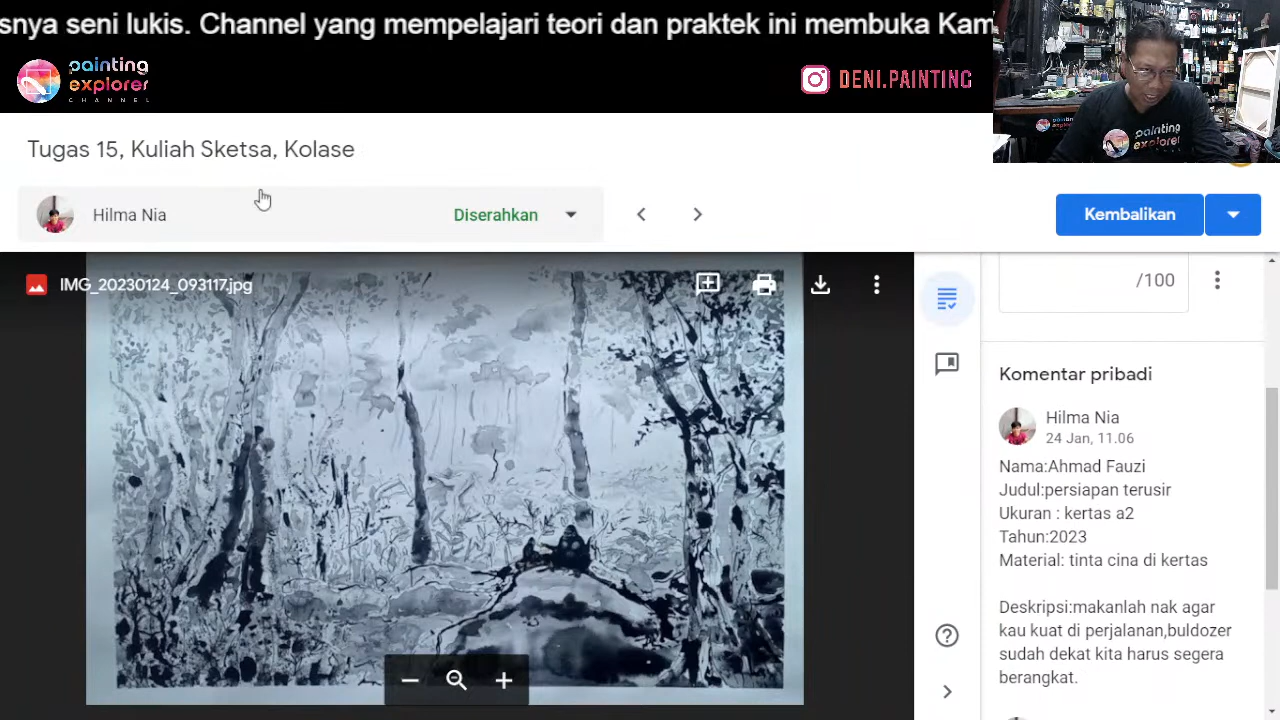 snya seni lukis. Channel yang mempelajari teori dan praktek ini membuka Kam
painting
explorer
CHANNEL
DENI.PAINTING
painting
explorer
Tugas 15, Kuliah Sketsa, Kolase
Hilma Nia
Diserahkan
Kembalikan
IMG_20230124_093117.jpg
/100
Komentar pribadi
Hilma Nia
24 Jan, 11.06
Nama:Ahmad Fauzi
Judul:persiapan terusir
Ukuran : kertas a2
Tahun:2023
Material: tinta cina di kertas
Deskripsi:makanlah nak agar
kau kuat di perjalanan,buldozer
sudah dekat kita harus segera
berangkat.